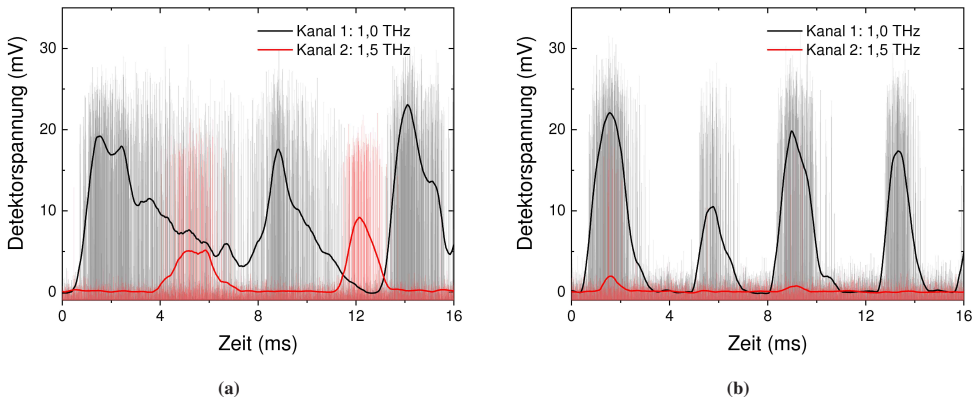 Kanal 1: 1,0 THz
Kanal 2: 1,5 THz
Detektorspannung (mV)
30
20
10
0
0 4 8 12 16
Zeit (ms)
(a)
Kanal 1: 1,0 THz
Kanal 2: 1,5 THz
Detektorspannung (mV)
30
20
10
0
0 4 8 12 16
Zeit (ms)
(b)